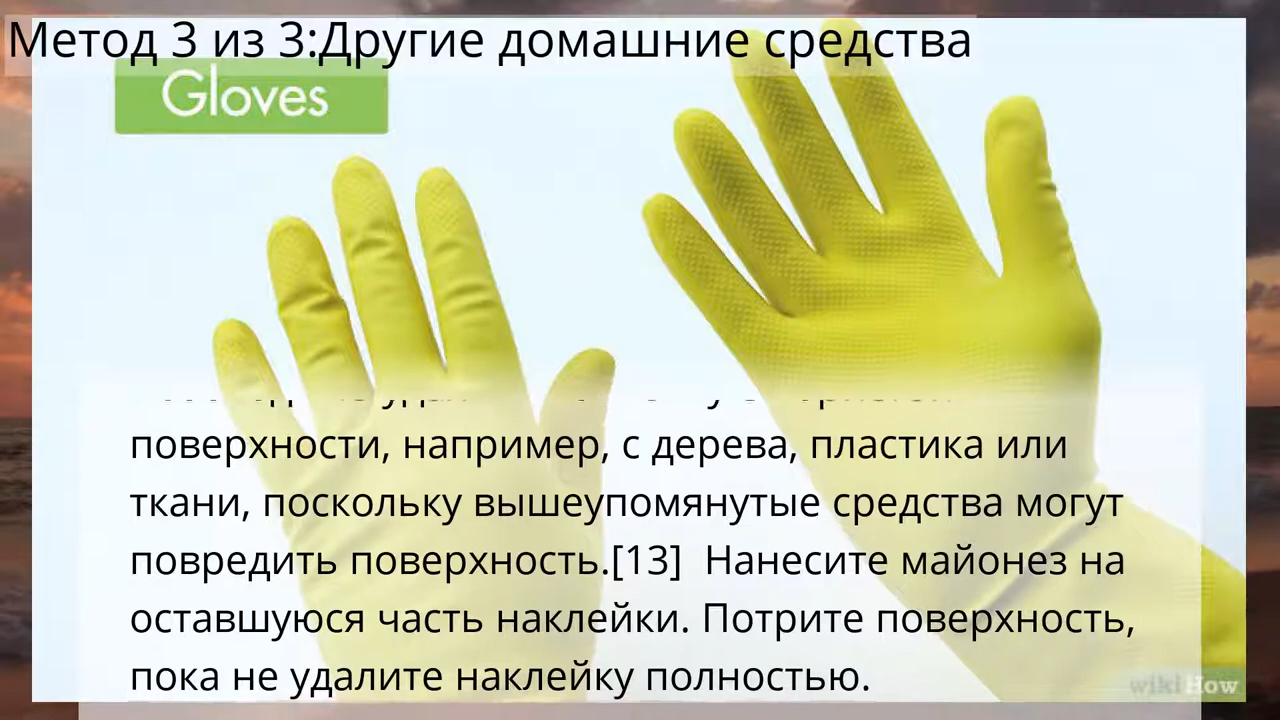 Метод 3 из 3:Другие домашние средства
Gloves
поверхности, например, с дерева, пластика или
ткани, поскольку вышеупомянутые средства могут
повредить поверхность.[13]  Нанесите майонез на
оставшуюся часть наклейки. Потрите поверхность,
пока не удалите наклейку полностью.
wikiHow